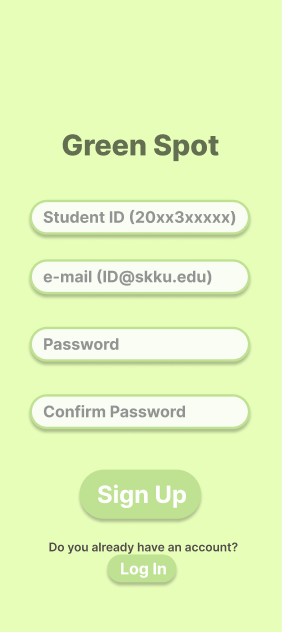 Green Spot
Student ID (20xx3xxxxx)
e-mail (ID@skku.edu)
Password
Confirm Password
Sign Up
Do you already have an account?
Log In